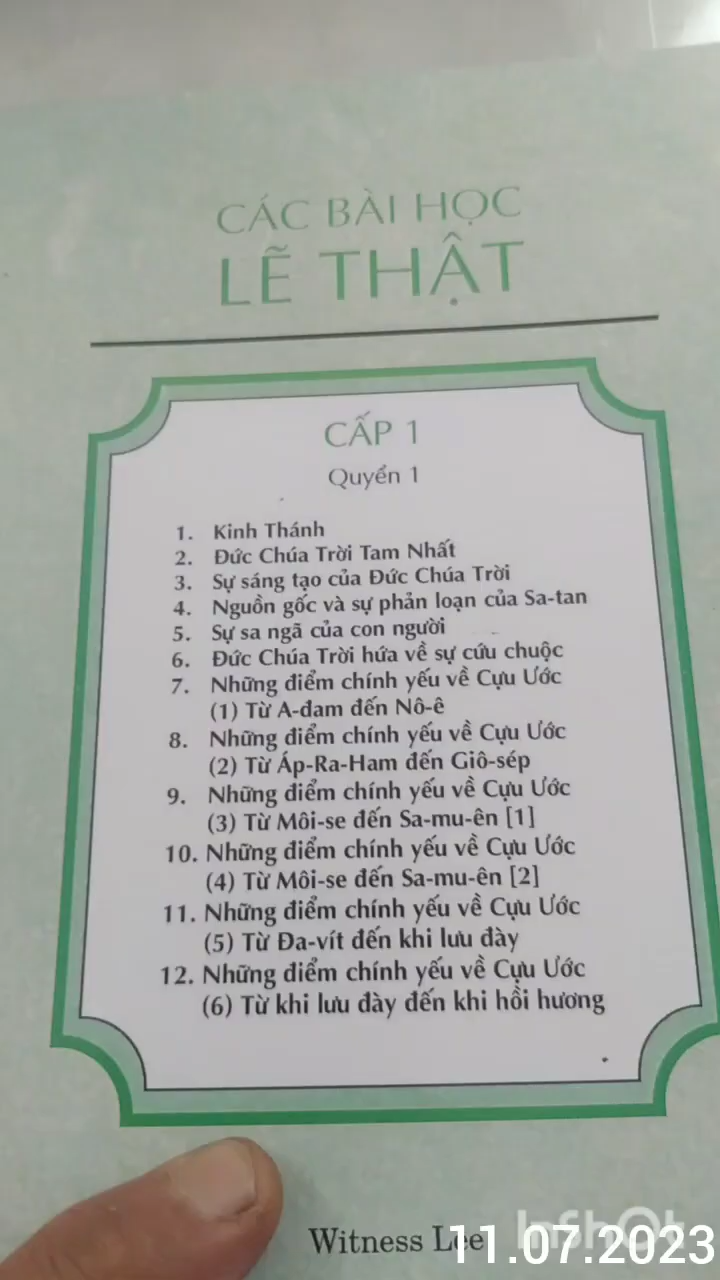 CÁC BÀI HỌC
LẼ THẬT
CẤP 1
Quyển 1
1. Kinh Thánh
2. Đức Chúa Trời Tam Nhất
3. Sự sáng tạo của Đức Chúa Trời
4. Nguồn gốc và sự phản loạn của Sa-tan
5. Sự sa ngã của con người
6. Đức Chúa Trời hứa về sự cứu chuộc
7. Những điểm chính yếu về Cựu Ước
(1) Từ A-đam đến Nô-ê
8. Những điểm chính yếu về Cựu Ước
(2) Từ Áp-Ra-Ham đến Giô-sép
9. Những điểm chính yếu về Cựu Ước
(3) Từ Môi-se đến Sa-mu-ên [1]
10. Những điểm chính yếu về Cựu Ước
(4) Từ Môi-se đến Sa-mu-ên [2]
11. Những điểm chính yếu về Cựu Ước
(5) Từ Đa-vít đến khi lưu đày
12. Những điểm chính yếu về Cựu Ước
(6) Từ khi lưu đày đến khi hồi hương
Witness Lee
InShOt
11.07.2023